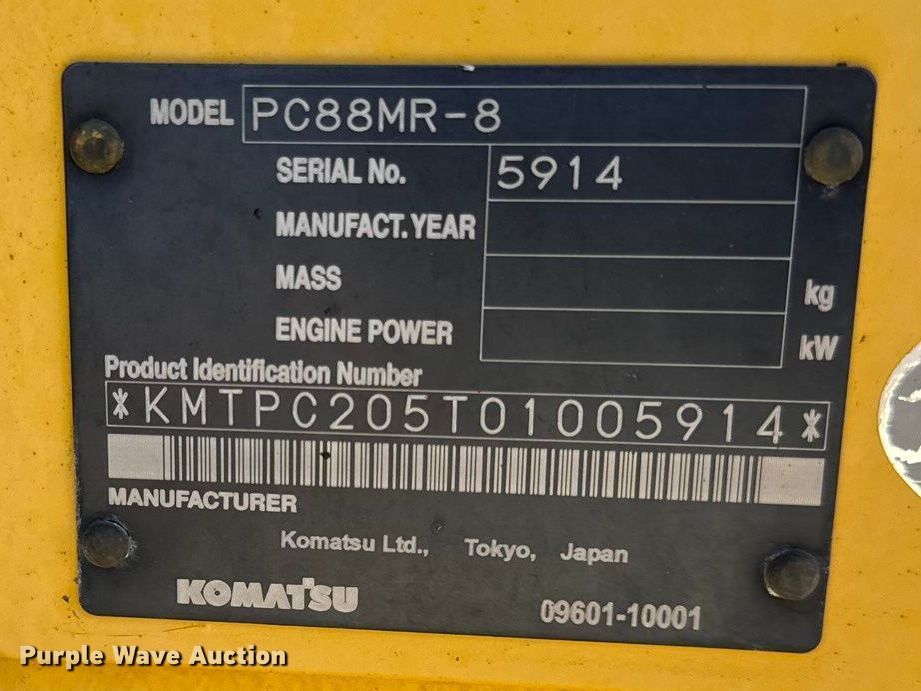 MODEL PC88MR-8
SERIAL No. 5914
MANUFACT. YEAR
MASS kg
ENGINE POWER kW
Product Identification Number
*KMTPC205T01005914*
MANUFACTURER
Komatsu Ltd., Tokyo, Japan
KOMATSU
09601-10001
Purple Wave Auction